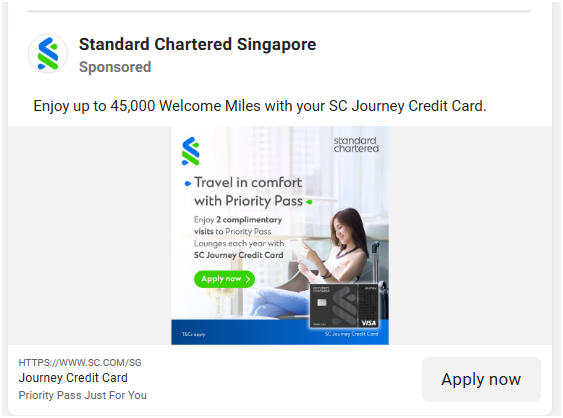 Standard Chartered Singapore
Sponsored
Enjoy up to 45,000 Welcome Miles with your SC Journey Credit Card.
standard
chartered
Travel in comfort
with Priority Pass
Enjoy 2 complimentary
visits to Priority Pass
Lounges each year with
SC Journey Credit Card
Apply now
VISA
T&Cs apply
SC Journey Credit Card
HTTPS://WWW.SC.COM/SG
Journey Credit Card
Priority Pass Just For You
Apply now